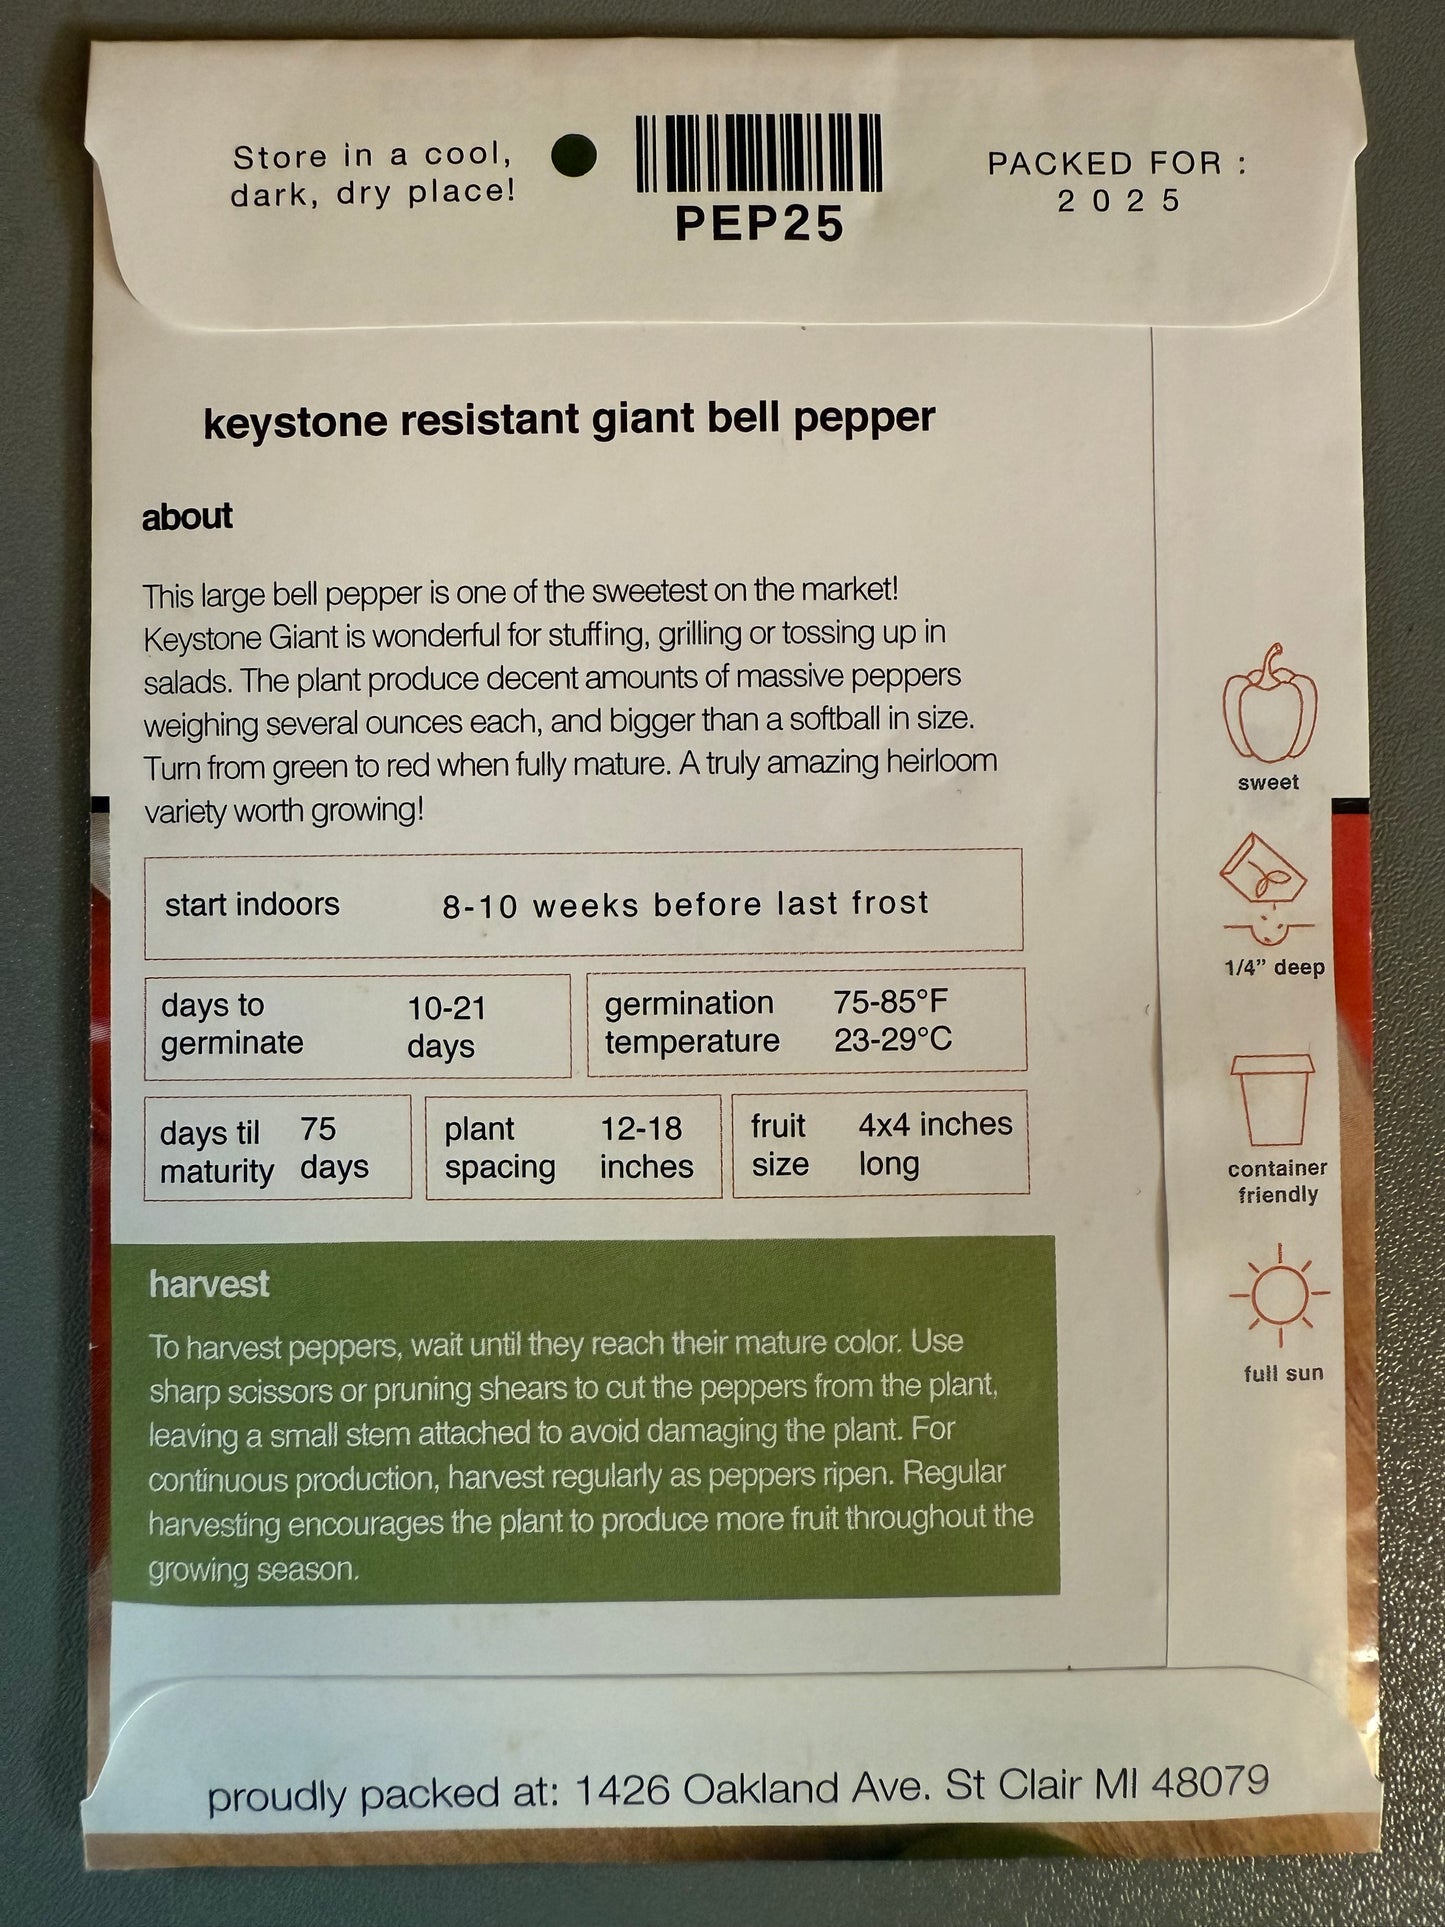 Store in a cool,
dark, dry place!
PEP25
PACKED FOR :
2025
keystone resistant giant bell pepper
about
This large bell pepper is one of the sweetest on the market!
Keystone Giant is wonderful for stuffing, grilling or tossing up in
salads. The plant produce decent amounts of massive peppers
weighing several ounces each, and bigger than a softball in size.
Turn from green to red when fully mature. A truly amazing heirloom
variety worth growing!
start indoors 8-10 weeks before last frost
days to
germinate
10-21
days
germination
temperature
75-85°F
23-29°C
days til
maturity
75
days
plant
spacing
12-18
inches
fruit
size
4x4 inches
long
sweet
1/4” deep
container
friendly
full sun
harvest
To harvest peppers, wait until they reach their mature color. Use
sharp scissors or pruning shears to cut the peppers from the plant,
leaving a small stem attached to avoid damaging the plant. For
continuous production, harvest regularly as peppers ripen. Regular
harvesting encourages the plant to produce more fruit throughout the
growing season.
proudly packed at: 1426 Oakland Ave. St Clair MI 48079